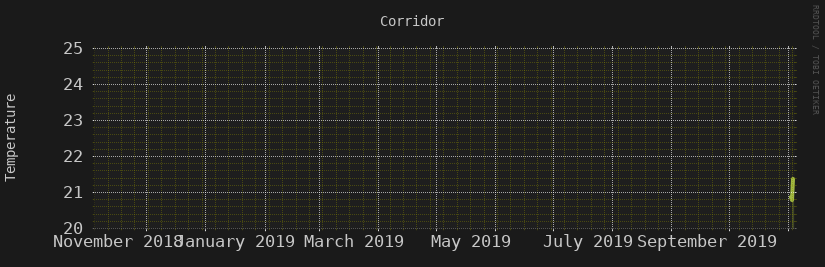 Corridor
RRDTOOL / TOBI OETIKER
Temperature
25
24
23
22
21
20
November 2018 January 2019 March 2019 May 2019 July 2019 September 2019